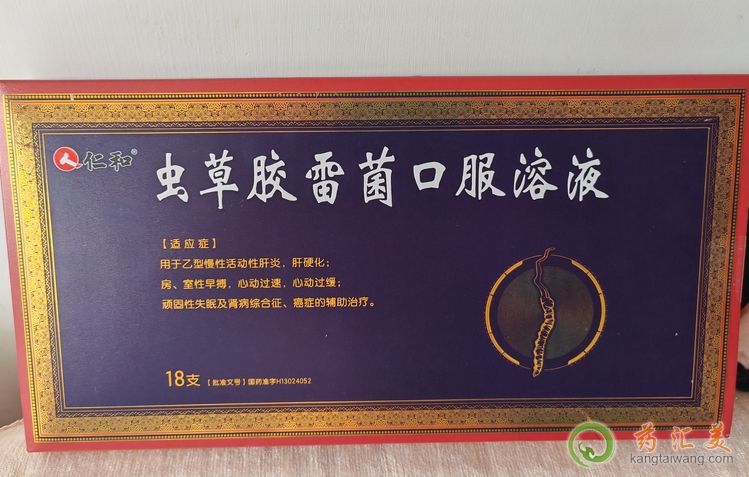 人仁和®
虫草胶雷菌口服溶液
【适应症】
用于乙型慢性活动性肝炎，肝硬化；
房、室性早搏，心动过速，心动过缓；
顽固性失眠及肾病综合征、癌症的辅助治疗。
18支【批准文号】国药准字H13024052
药汇美
kangtaiwang.com